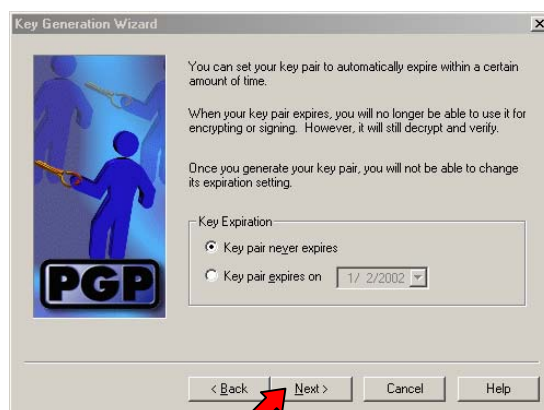 Key Generation Wizard
You can set your key pair to automatically expire within a certain
amount of time.
When your key pair expires, you will no longer be able to use it for
encrypting or signing. However, it will still decrypt and verify.
Once you generate your key pair, you will not be able to change
its expiration setting.
Key Expiration
Key pair never expires
Key pair expires on 1/ 2/2002
PGP
< Back Next > Cancel Help